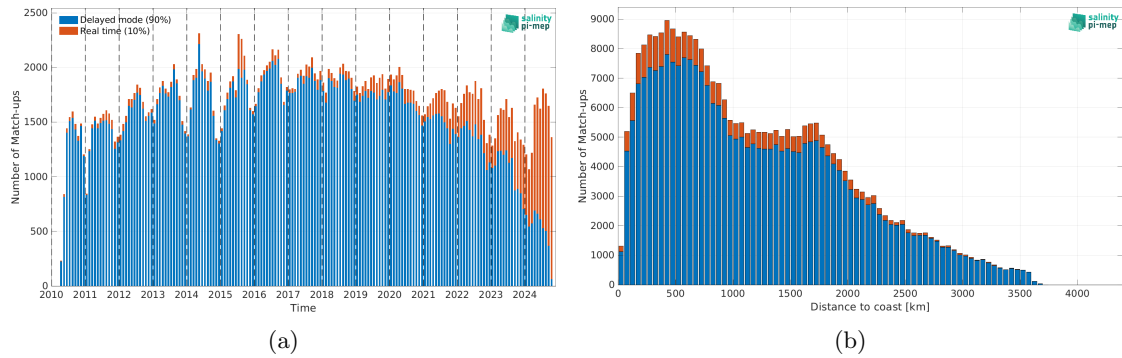 Delayed mode (90%)
Real time (10%)
salinity
pi-mep
Number of Match-ups
2500
2000
1500
1000
500
0
2010 2011 2012 2013 2014 2015 2016 2017 2018 2019 2020 2021 2022 2023 2024
Time
(a)
salinity
pi-mep
Number of Match-ups
9000
8000
7000
6000
5000
4000
3000
2000
1000
0
0 500 1000 1500 2000 2500 3000 3500 4000
Distance to coast [km]
(b)